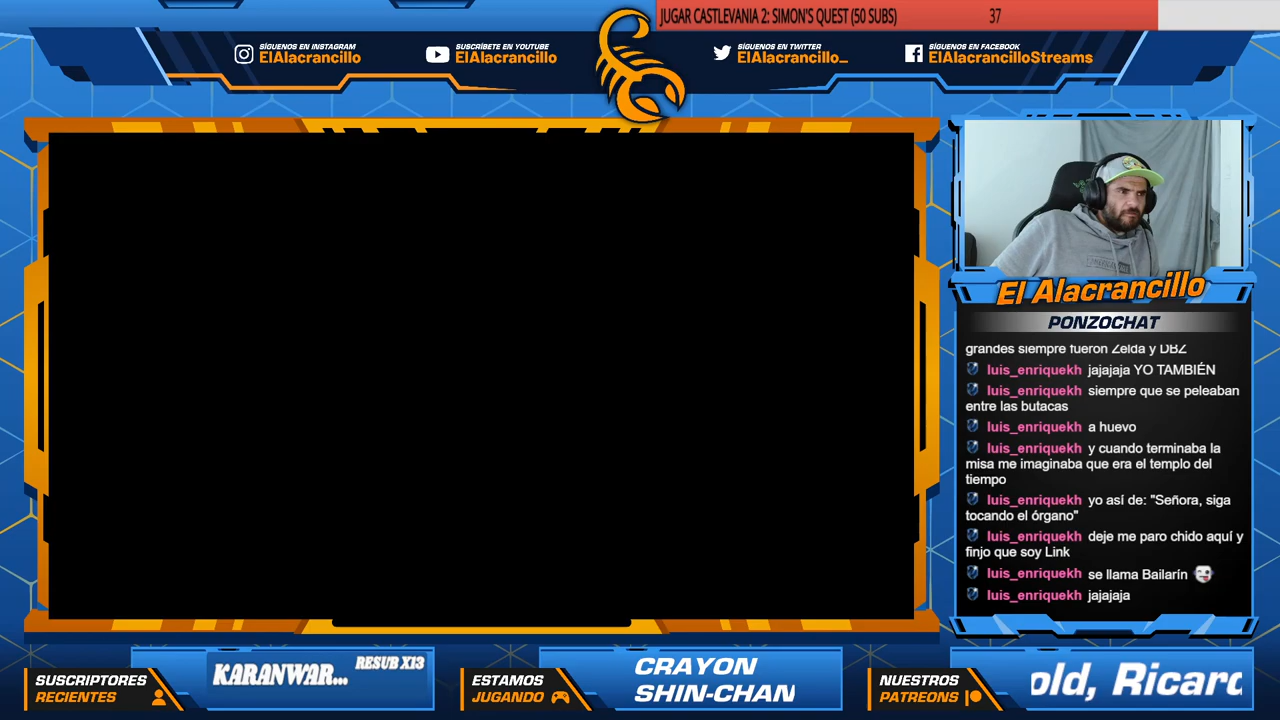 JUGAR CASTLEVANIA 2: SIMON'S QUEST (50 SUBS) 37
SÍGUENOS EN INSTAGRAM
ElAlacrancillo
SUSCRÍBETE EN YOUTUBE
ElAlacrancillo
SÍGUENOS EN TWITTER
ElAlacrancillo_
SÍGUENOS EN FACEBOOK
ElAlacrancilloStreams
El Alacrancillo
PONZOCHAT
grandes siempre fueron Zelda y DBZ
luis_enriquekh jajajaja YO TAMBIÉN
luis_enriquekh siempre que se peleaban
entre las butacas
luis_enriquekh a huevo
luis_enriquekh y cuando terminaba la
misa me imaginaba que era el templo del
tiempo
luis_enriquekh yo así de: "Señora, siga
tocando el órgano"
luis_enriquekh deje me paro chido aquí y
finjo que soy Link
luis_enriquekh se llama Bailarín
luis_enriquekh jajajaja
SUSCRIPTORES
RECIENTES
KARANWAR...
RESUB X13
ESTAMOS
JUGANDO
CRAYON
SHIN-CHAN
NUESTROS
PATREONS
old, Ricard